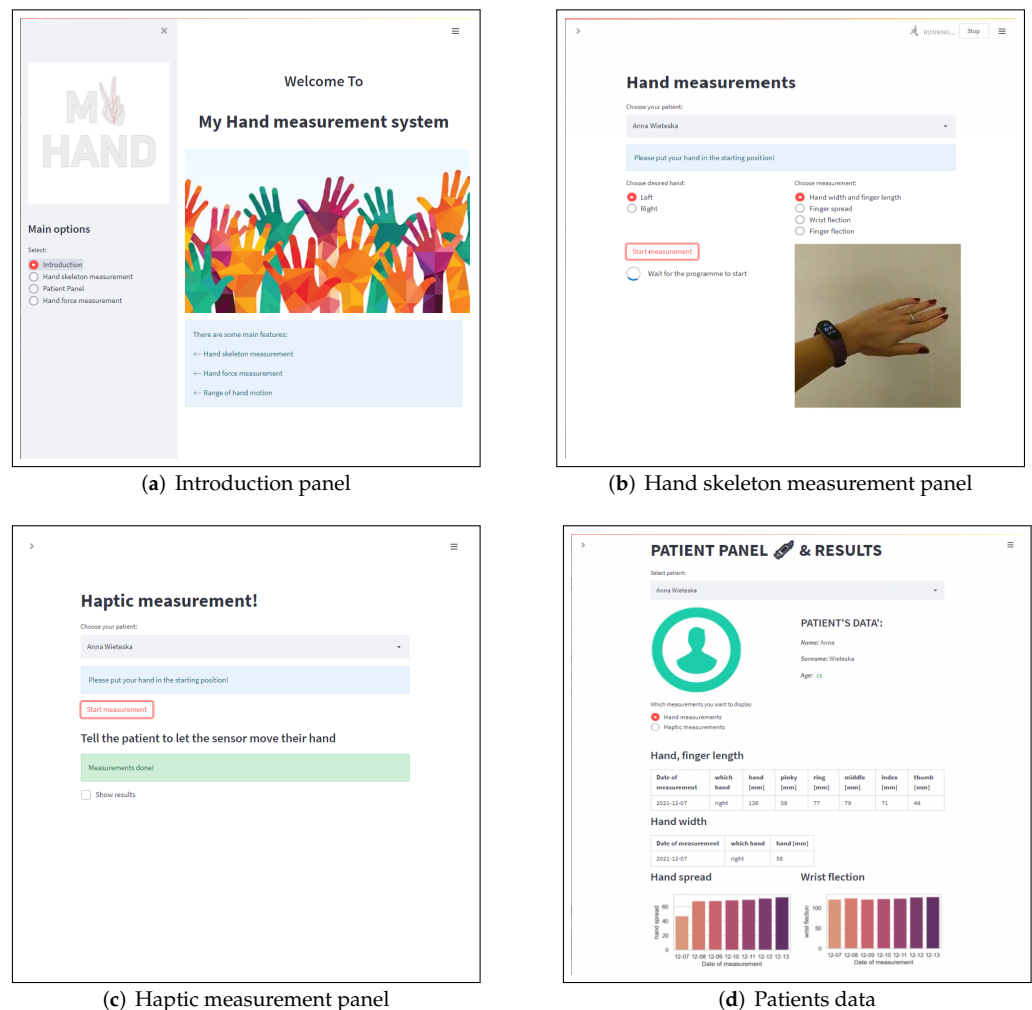 ×
≡
MY
HAND
Main options
Select:
Introduction
Hand skeleton measurement
Patient Panel
Hand force measurement
Welcome To
My Hand measurement system
There are some main features:
<-- Hand skeleton measurement
<-- Hand force measurement
<-- Range of hand motion
(a) Introduction panel
>
RUNNING...
Stop
≡
Hand measurements
Choose your patient:
Anna Wieteska
Please put your hand in the starting position!
Choose desired hand:
Left
Right
Choose measurement:
Hand width and finger length
Finger spread
Wrist flection
Finger flection
Start measurement
Wait for the programme to start
(b) Hand skeleton measurement panel
>
≡
Haptic measurement!
Choose your patient:
Anna Wieteska
Please put your hand in the starting position!
Start measurement
Tell the patient to let the sensor move their hand
Measurements done!
Show results
(c) Haptic measurement panel
>
≡
PATIENT PANEL & RESULTS
Select patient:
Anna Wieteska
PATIENT'S DATA':
Name: Anna
Surname: Wieteska
Age:
Which measurements you want to display
Hand measurements
Haptic measurements
Hand, finger length
Date of measurement which hand hand [mm] pinky [mm] ring [mm] middle [mm] index [mm] thumb [mm]
2021-12-07 right 136 58 77 79 71 48
Hand width
Date of measurement which hand hand [mm]
2021-12-07 right 58
Hand spread
hand spread
60
40
20
0
12-07 12-08 12-09 12-10 12-11 12-12 12-13
Date of measurement
Wrist flection
wrist flection
100
50
0
12-07 12-08 12-09 12-10 12-11 12-12 12-13
Date of measurement
(d) Patients data